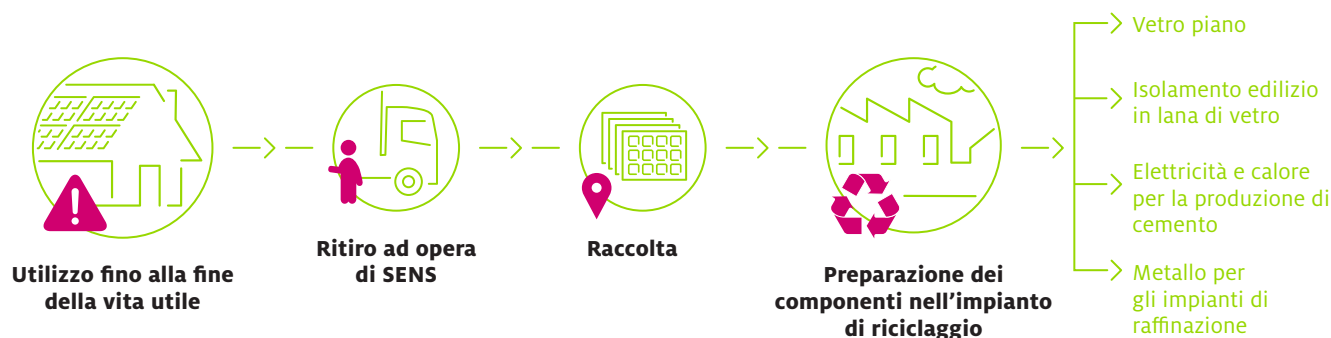 Utilizzo fino alla fine
della vita utile
Ritiro ad opera
di SENS
Raccolta
Preparazione dei
componenti nell’impianto
di riciclaggio
Vetro piano
Isolamento edilizio
in lana di vetro
Elettricità e calore
per la produzione di
cemento
Metallo per
gli impianti di
raffinazione